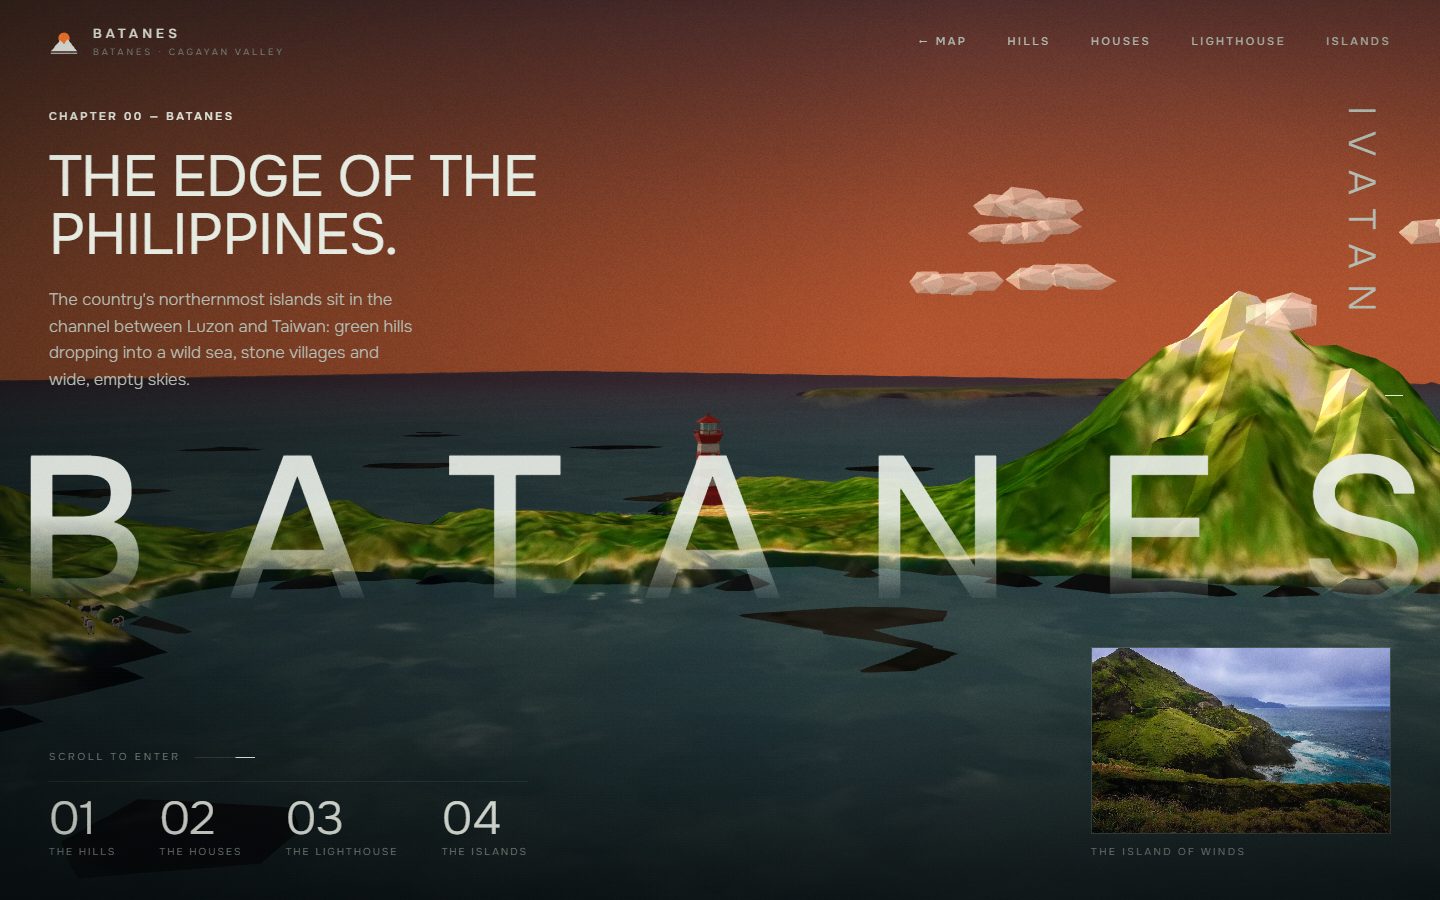 BATANES
BATANES · CAGAYAN VALLEY
← MAP
HILLS
HOUSES
LIGHTHOUSE
ISLANDS
CHAPTER 00 — BATANES
THE EDGE OF THE
PHILIPPINES.
The country's northernmost islands sit in the
channel between Luzon and Taiwan: green hills
dropping into a wild sea, stone villages and
wide, empty skies.
IVATAN
BATANES
SCROLL TO ENTER
01
THE HILLS
02
THE HOUSES
03
THE LIGHTHOUSE
04
THE ISLANDS
THE ISLAND OF WINDS